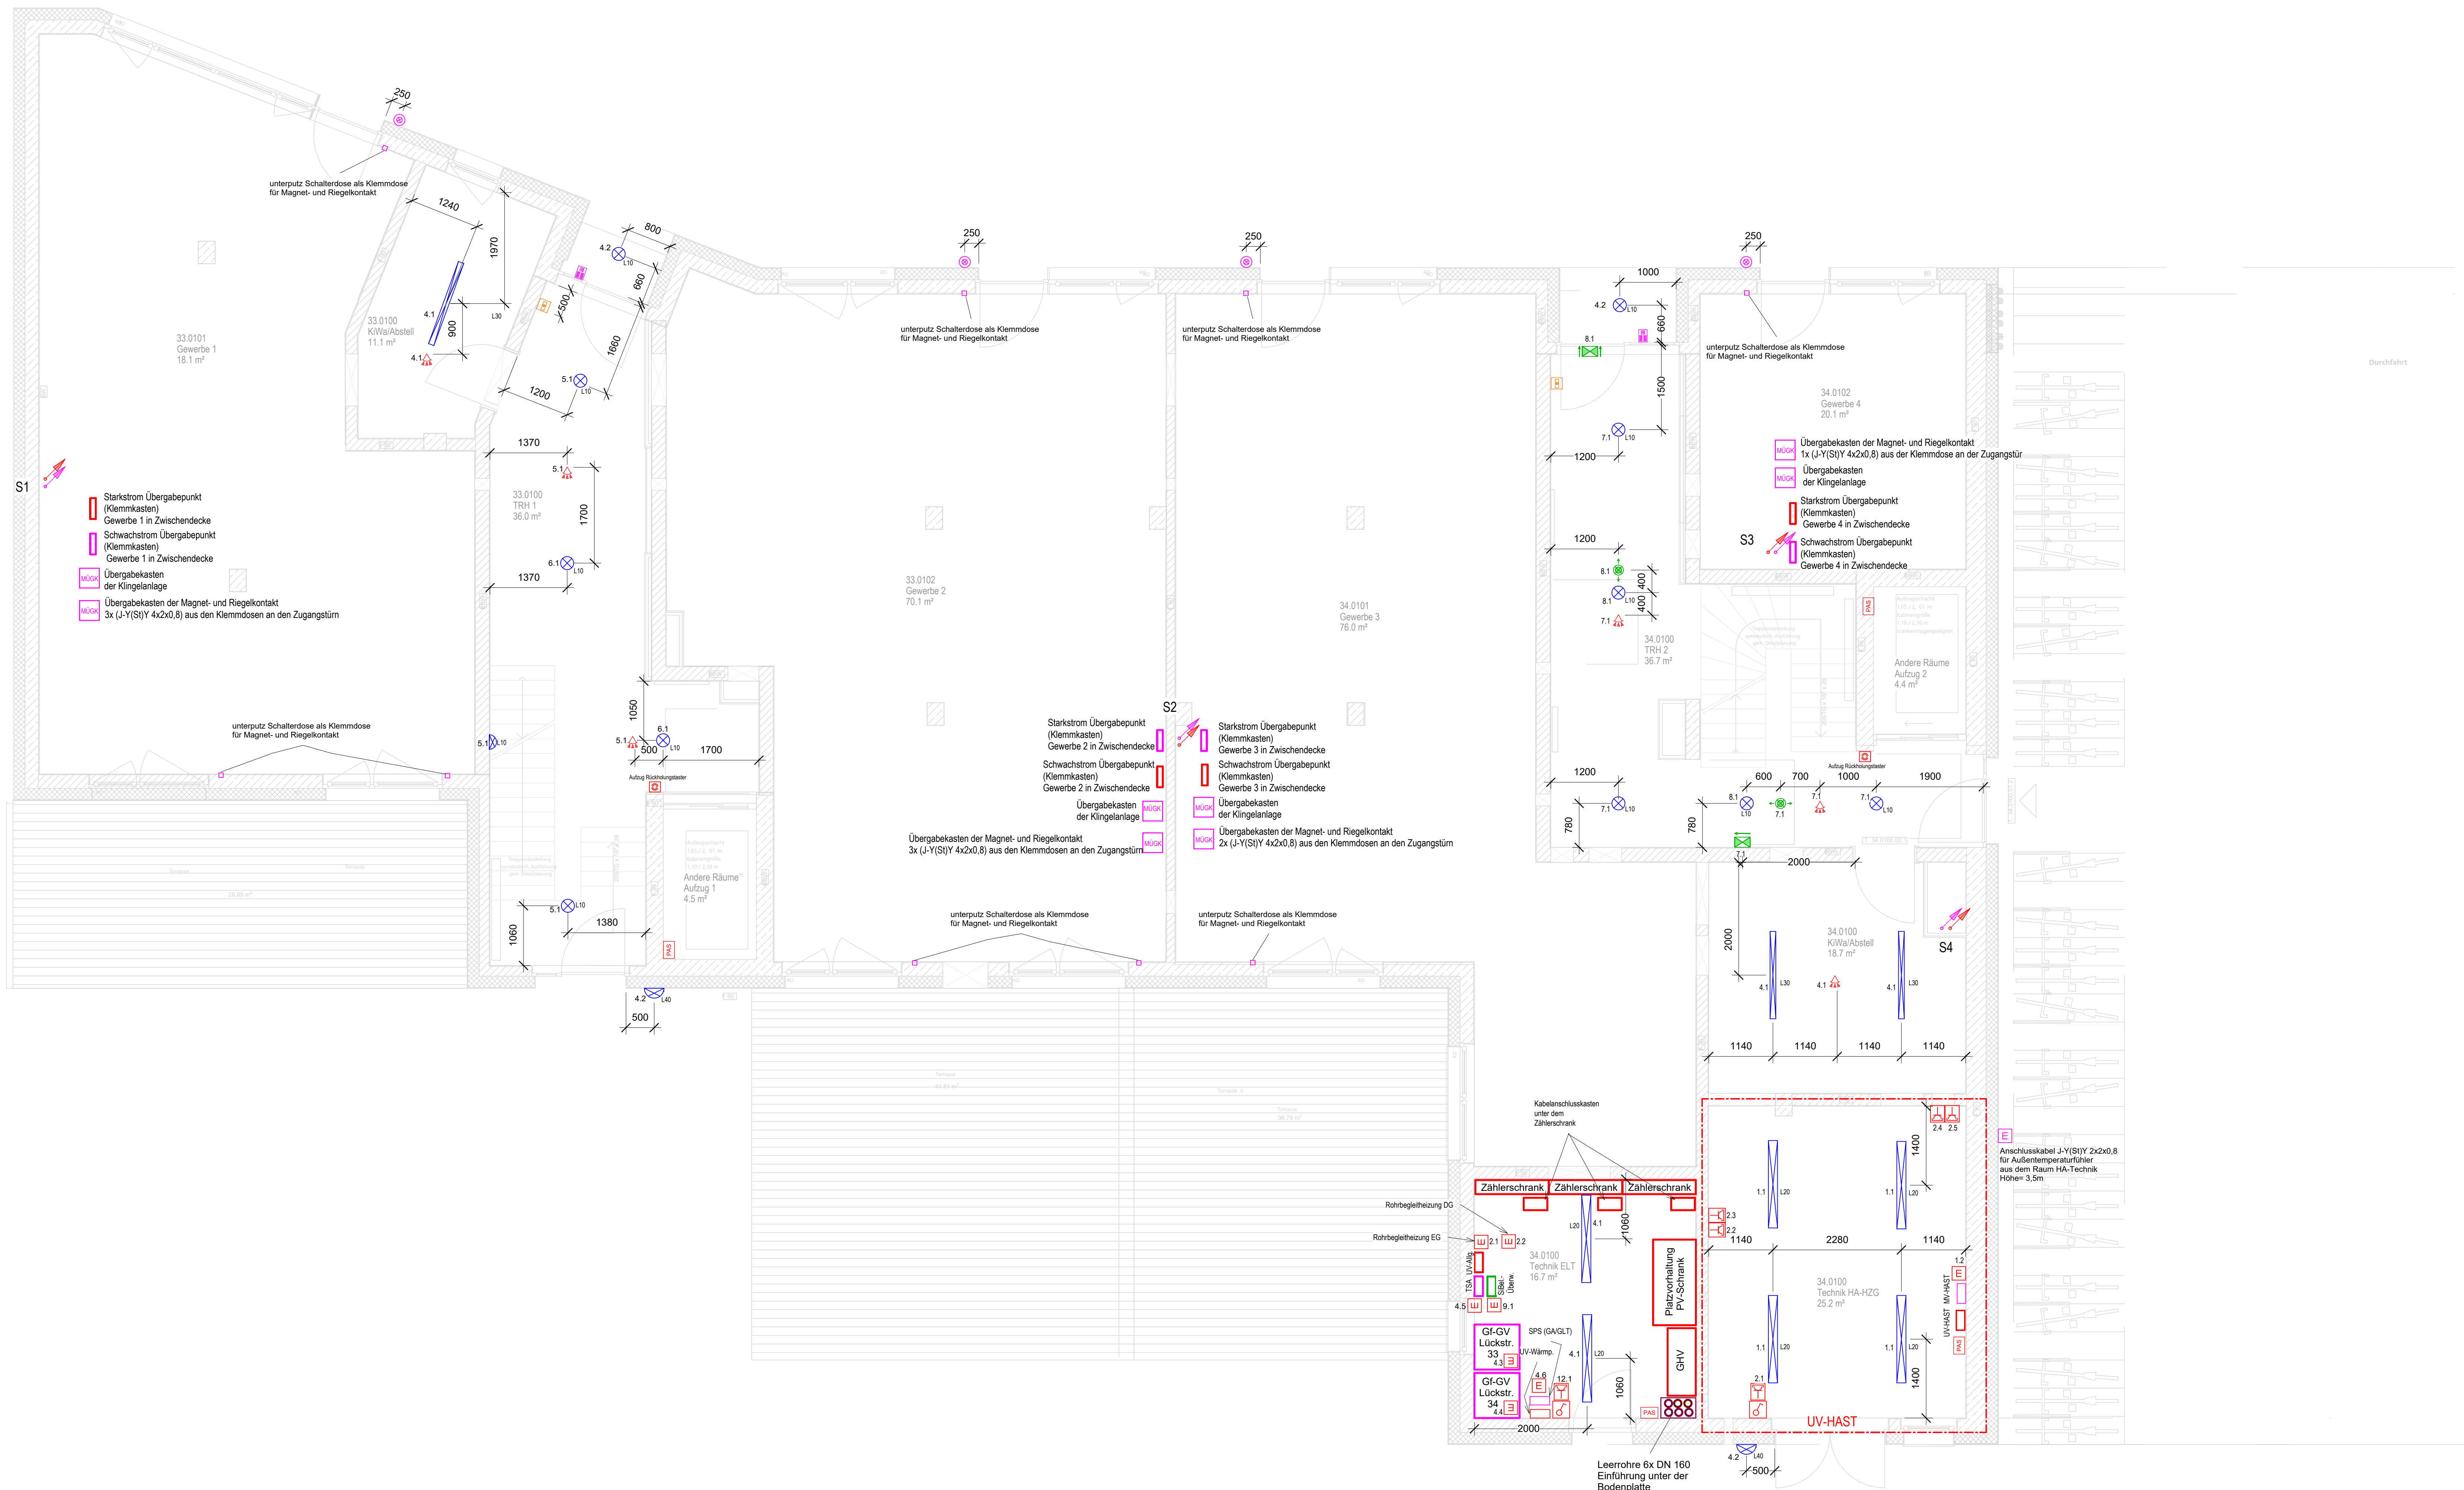 250
unterputz Schalterdose als Klemmdose
für Magnet- und Riegelkontakt
1240
1970
4.1
L30
900
4.1
33.0100
KiWa/Abstell
11.1 m²
33.0101
Gewerbe 1
18.1 m²
800
4.2
L10
660
500
1660
5.1
L10
1200
1370
5.1
33.0100
TRH 1
36.0 m²
1700
6.1
L10
1370
S1
Starkstrom Übergabepunkt
(Klemmkasten)
Gewerbe 1 in Zwischendecke
Schwachstrom Übergabepunkt
(Klemmkasten)
Gewerbe 1 in Zwischendecke
MÜGK
Übergabekasten
der Klingelanlage
MÜGK
Übergabekasten der Magnet- und Riegelkontakt
3x (J-Y(St)Y 4x2x0,8) aus den Klemmdosen an den Zugangstürn
unterputz Schalterdose als Klemmdose
für Magnet- und Riegelkontakt
5.1
L10
1050
6.1
5.1
L10
500
1700
Aufzug Rückholungstaster
Andere Räume
Aufzug 1
4.5 m²
PAS
5.1
L10
1060
1380
4.2
L40
500
Terrasse
250
unterputz Schalterdose als Klemmdose
für Magnet- und Riegelkontakt
250
unterputz Schalterdose als Klemmdose
für Magnet- und Riegelkontakt
33.0102
Gewerbe 2
70.1 m²
34.0101
Gewerbe 3
76.0 m²
S2
Starkstrom Übergabepunkt
(Klemmkasten)
Gewerbe 2 in Zwischendecke
Schwachstrom Übergabepunkt
(Klemmkasten)
Gewerbe 2 in Zwischendecke
Übergabekasten
der Klingelanlage
MÜGK
Übergabekasten der Magnet- und Riegelkontakt
3x (J-Y(St)Y 4x2x0,8) aus den Klemmdosen an den Zugangstürn
MÜGK
Starkstrom Übergabepunkt
(Klemmkasten)
Gewerbe 3 in Zwischendecke
Schwachstrom Übergabepunkt
(Klemmkasten)
Gewerbe 3 in Zwischendecke
MÜGK
Übergabekasten
der Klingelanlage
MÜGK
Übergabekasten der Magnet- und Riegelkontakt
2x (J-Y(St)Y 4x2x0,8) aus den Klemmdosen an den Zugangstürn
unterputz Schalterdose als Klemmdose
für Magnet- und Riegelkontakt
unterputz Schalterdose als Klemmdose
für Magnet- und Riegelkontakt
1000
4.2
L10
660
8.1
1500
7.1
L10
1200
1200
8.1
400
8.1
L10
400
7.1
34.0100
TRH 2
36.7 m²
1200
7.1
L10
780
250
unterputz Schalterdose als Klemmdose
für Magnet- und Riegelkontakt
34.0102
Gewerbe 4
20.1 m²
MÜGK
Übergabekasten der Magnet- und Riegelkontakt
1x (J-Y(St)Y 4x2x0,8) aus der Klemmdose an der Zugangstür
MÜGK
Übergabekasten
der Klingelanlage
Starkstrom Übergabepunkt
(Klemmkasten)
Gewerbe 4 in Zwischendecke
S3
Schwachstrom Übergabepunkt
(Klemmkasten)
Gewerbe 4 in Zwischendecke
PAS
Andere Räume
Aufzug 2
4.4 m²
Aufzug Rückholungstaster
600
700
1000
1900
8.1
L10
7.1
7.1
7.1
L10
780
7.1
2000
2000
34.0100
KiWa/Abstell
18.7 m²
S4
4.1
L30
4.1
4.1
L30
1140
1140
1140
1140
Durchfahrt
2.4
2.5
1400
Anschlusskabel J-Y(St)Y 2x2x0,8
für Außentemperaturfühler
aus dem Raum HA-Technik
Höhe= 3,5m
1.1
L20
1.1
L20
2.3
2.2
1140
2280
1140
34.0100
Technik HA-HZG
25.2 m²
1.2
MV-HAST
UV-HAST
PAS
1.1
L20
1.1
L20
1400
2.1
UV-HAST
4.2
L40
500
Kabelanschlusskasten
unter dem
Zählerschrank
Zählerschrank
Zählerschrank
Zählerschrank
Rohrbegleitheizung DG
Rohrbegleitheizung EG
2.1
2.2
L20
4.1
1060
34.0100
Technik ELT
16.7 m²
UV-Allg.
TSA
SiBel.-
Überw.
4.5
9.1
Platzvorhaltung
PV-Schrank
GHV
Gf-GV
Lückstr.
33
4.3
Gf-GV
Lückstr.
34
4.4
SPS (GA/GLT)
UV-Wärmp.
4.6
12.1
4.1
L20
1060
PAS
2000
Leerrohre 6x DN 160
Einführung unter der
Bodenplatte